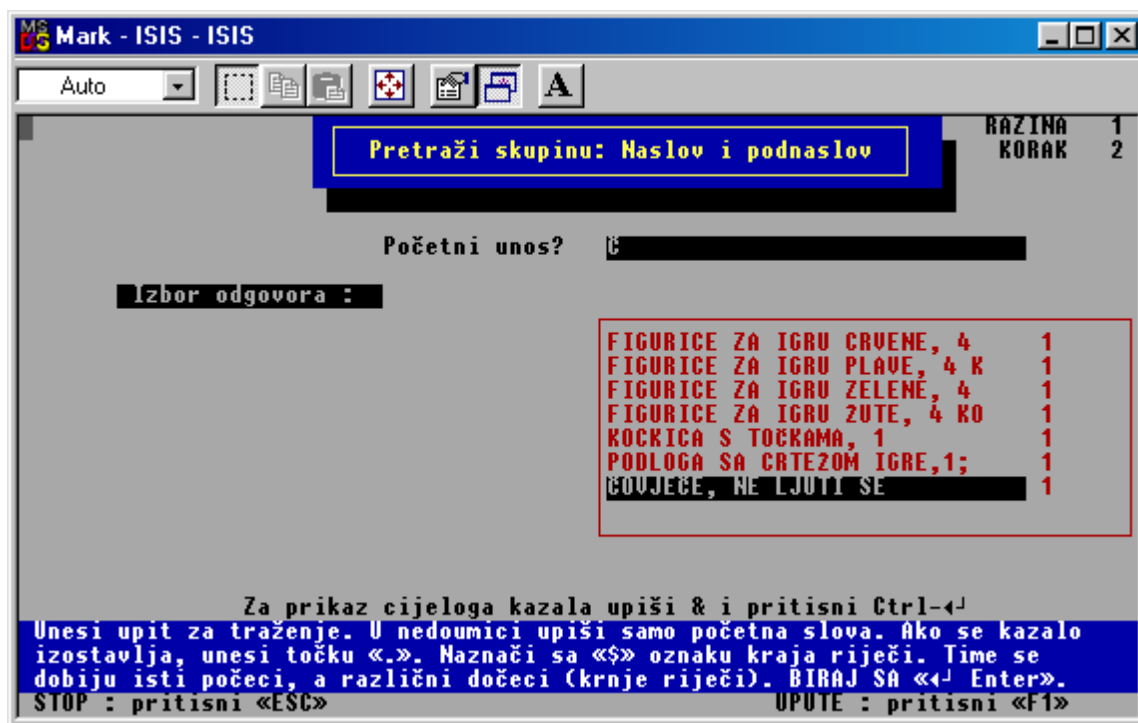 Mark - ISIS - ISIS
Auto
A
RAZINA 1
Pretraži skupinu: Naslov i podnaslov
KORAK 2
Početni unos? Č
Izbor odgovora :
FIGURICE ZA IGRU CRVENE, 4 1
FIGURICE ZA IGRU PLAVE, 4 K 1
FIGURICE ZA IGRU ZELENE, 4 1
FIGURICE ZA IGRU ŽUTE, 4 KO 1
KOCKICA S TOČKAMA, 1 1
PODLOGA SA CRTEŽOM IGRE,1; 1
ČOVJEČE, NE LJUTI SE 1
Za prikaz cijeloga kazala upiši & i pritisni Ctrl-↵
Unesi upit za traženje. U nedoumici upiši samo početna slova. Ako se kazalo
izostavlja, unesi točku «.». Naznači sa «$» oznaku kraja riječi. Time se
dobiju isti počeci, a različni dočeci (krnje riječi). BIRAJ SA «↵ Enter».
STOP : pritisni «ESC» UPUTE : pritisni «F1»